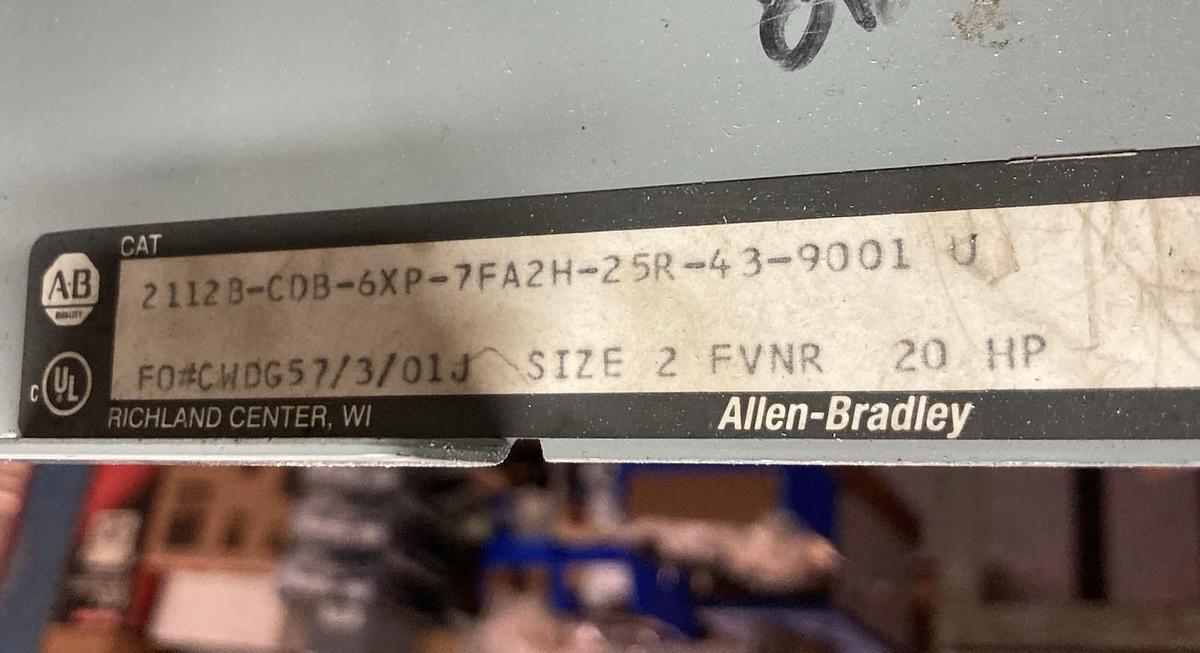 CAT
2112B-CDB-6XP-7FA2H-25R-43-9001 U
FO#CWDG57/3/01J SIZE 2 FVNR 20 HP
A-B
QUALITY
C UL
RICHLAND CENTER, WI
Allen-Bradley